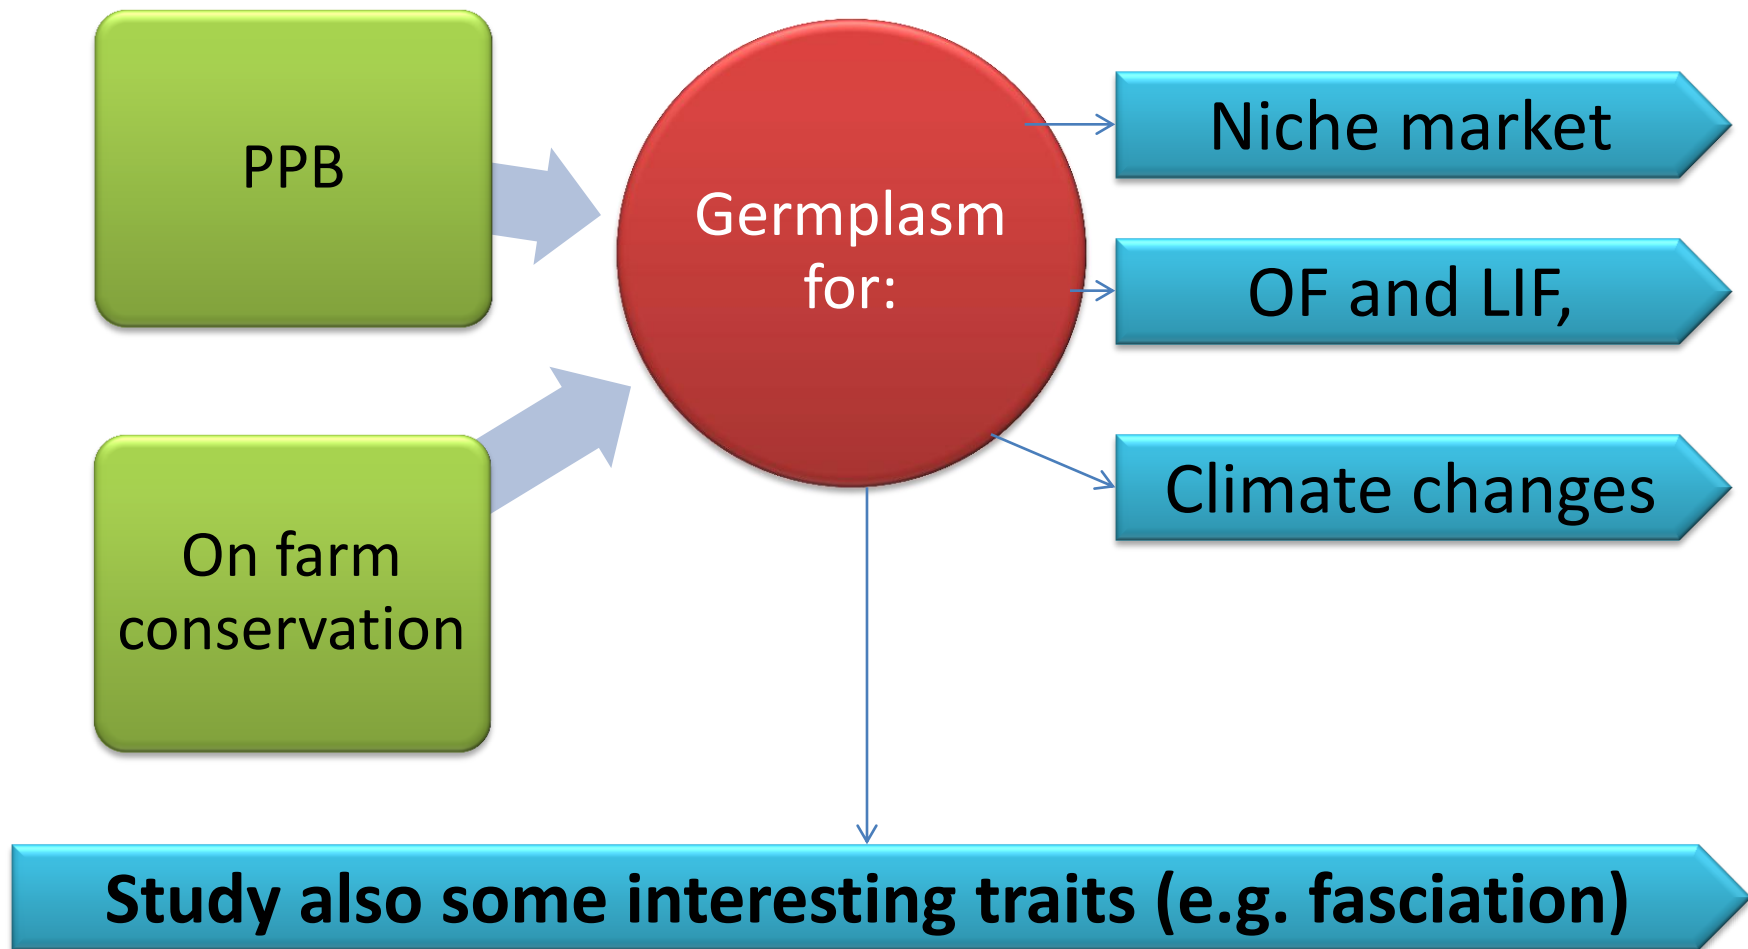 PPB
On farm
conservation
Germplasm
for:
Niche market
OF and LIF,
Climate changes
Study also some interesting traits (e.g. fasciation)